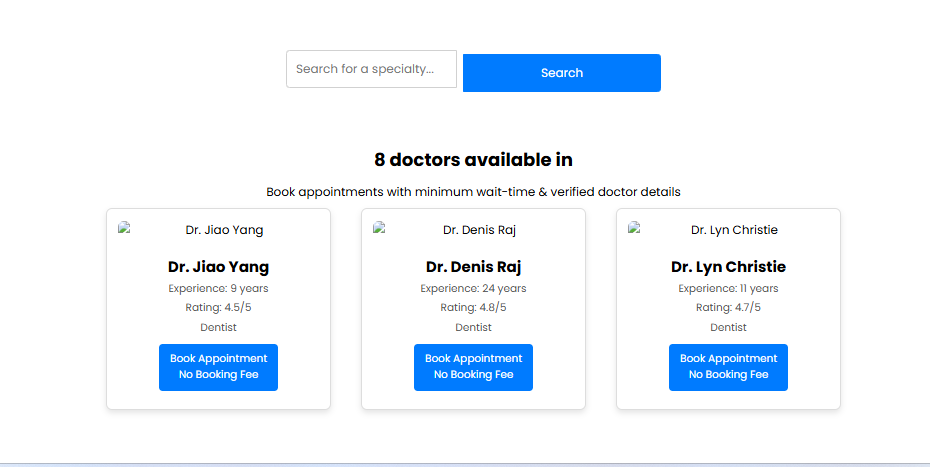 Search for a specialty...
Search
8 doctors available in
Book appointments with minimum wait-time & verified doctor details
Dr. Jiao Yang
Dr. Jiao Yang
Experience: 9 years
Rating: 4.5/5
Dentist
Book Appointment
No Booking Fee
Dr. Denis Raj
Dr. Denis Raj
Experience: 24 years
Rating: 4.8/5
Dentist
Book Appointment
No Booking Fee
Dr. Lyn Christie
Dr. Lyn Christie
Experience: 11 years
Rating: 4.7/5
Dentist
Book Appointment
No Booking Fee